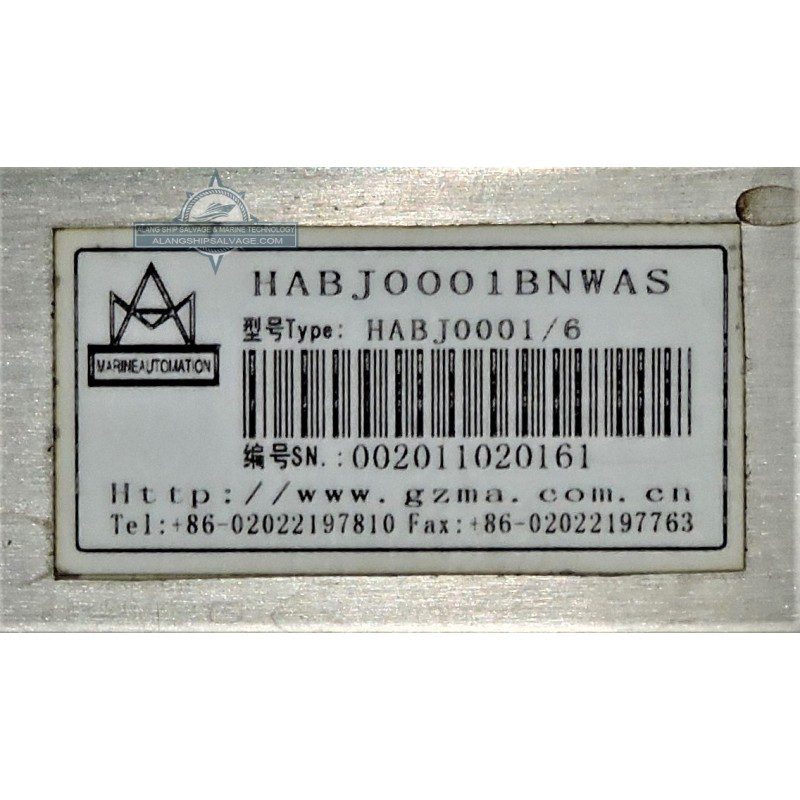 ALANG SHIP SALVAGE & MARINE TECHNOLOGY
ALANGSHIPSALVAGE.COM
HABJ0001BNWAS
型号Type: HABJ0001/6
MARINEAUTOMATION
编号SN.:002011020161
Http://www.gzma.com.cn
Tel:+86-02022197810 Fax:+86-02022197763